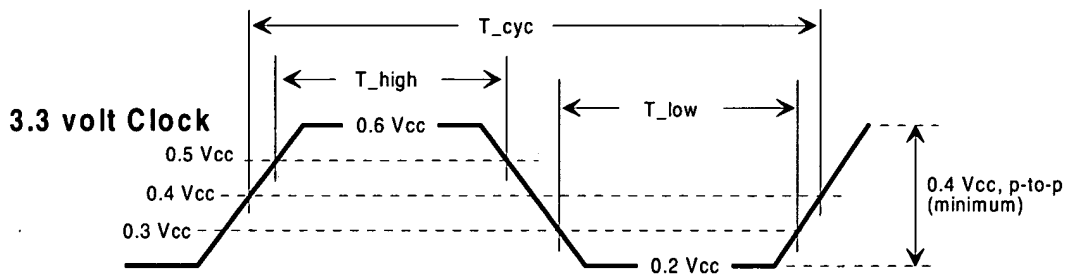 T_cyc
T_high
T_low
3.3 volt Clock
0.6 Vcc
0.5 Vcc
0.4 Vcc
0.4 Vcc, p-to-p
(minimum)
0.3 Vcc
0.2 Vcc